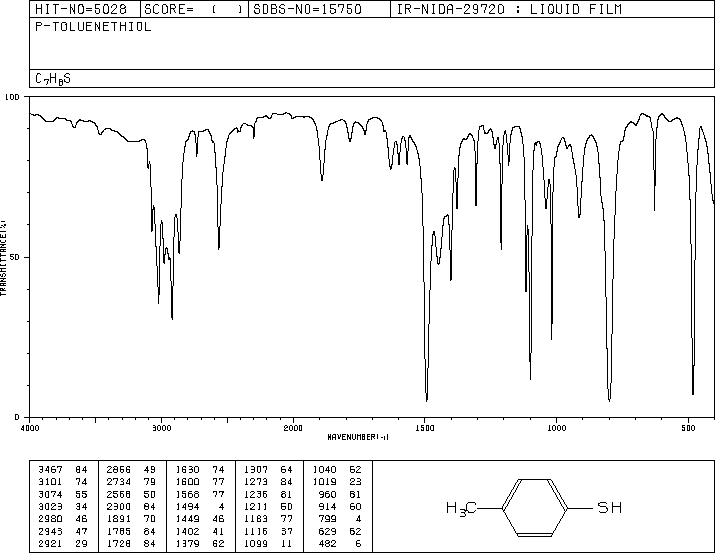 HIT-NO=5028 SCORE= ( ) SDBS-NO=15750 IR-NIDA-29720 : LIQUID FILM
P-TOLUENETHIOL
C7H8S
100
50
0
TRANSMITTANCE(%)
4000 3000 2000 1500 1000 500
WAVENUMBER(-1)
3467 84 2866 49 1630 74 1307 64 1040 62
3101 74 2734 79 1600 77 1273 84 1019 23
3074 55 2568 50 1568 77 1236 81 960 81
3023 34 2300 84 1494 4 1211 50 914 60
2980 46 1891 70 1449 46 1183 77 799 4
2943 47 1785 84 1402 41 1116 37 629 62
2921 29 1728 84 1379 62 1099 11 482 6
H3C SH